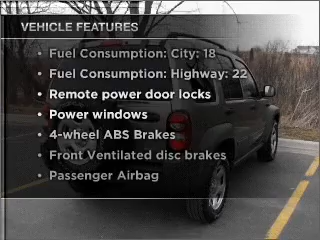 VEHICLE FEATURES
• Fuel Consumption: City: 18
• Fuel Consumption: Highway: 22
• Remote power door locks
• Power windows
• 4-wheel ABS Brakes
• Front Ventilated disc brakes
• Passenger Airbag